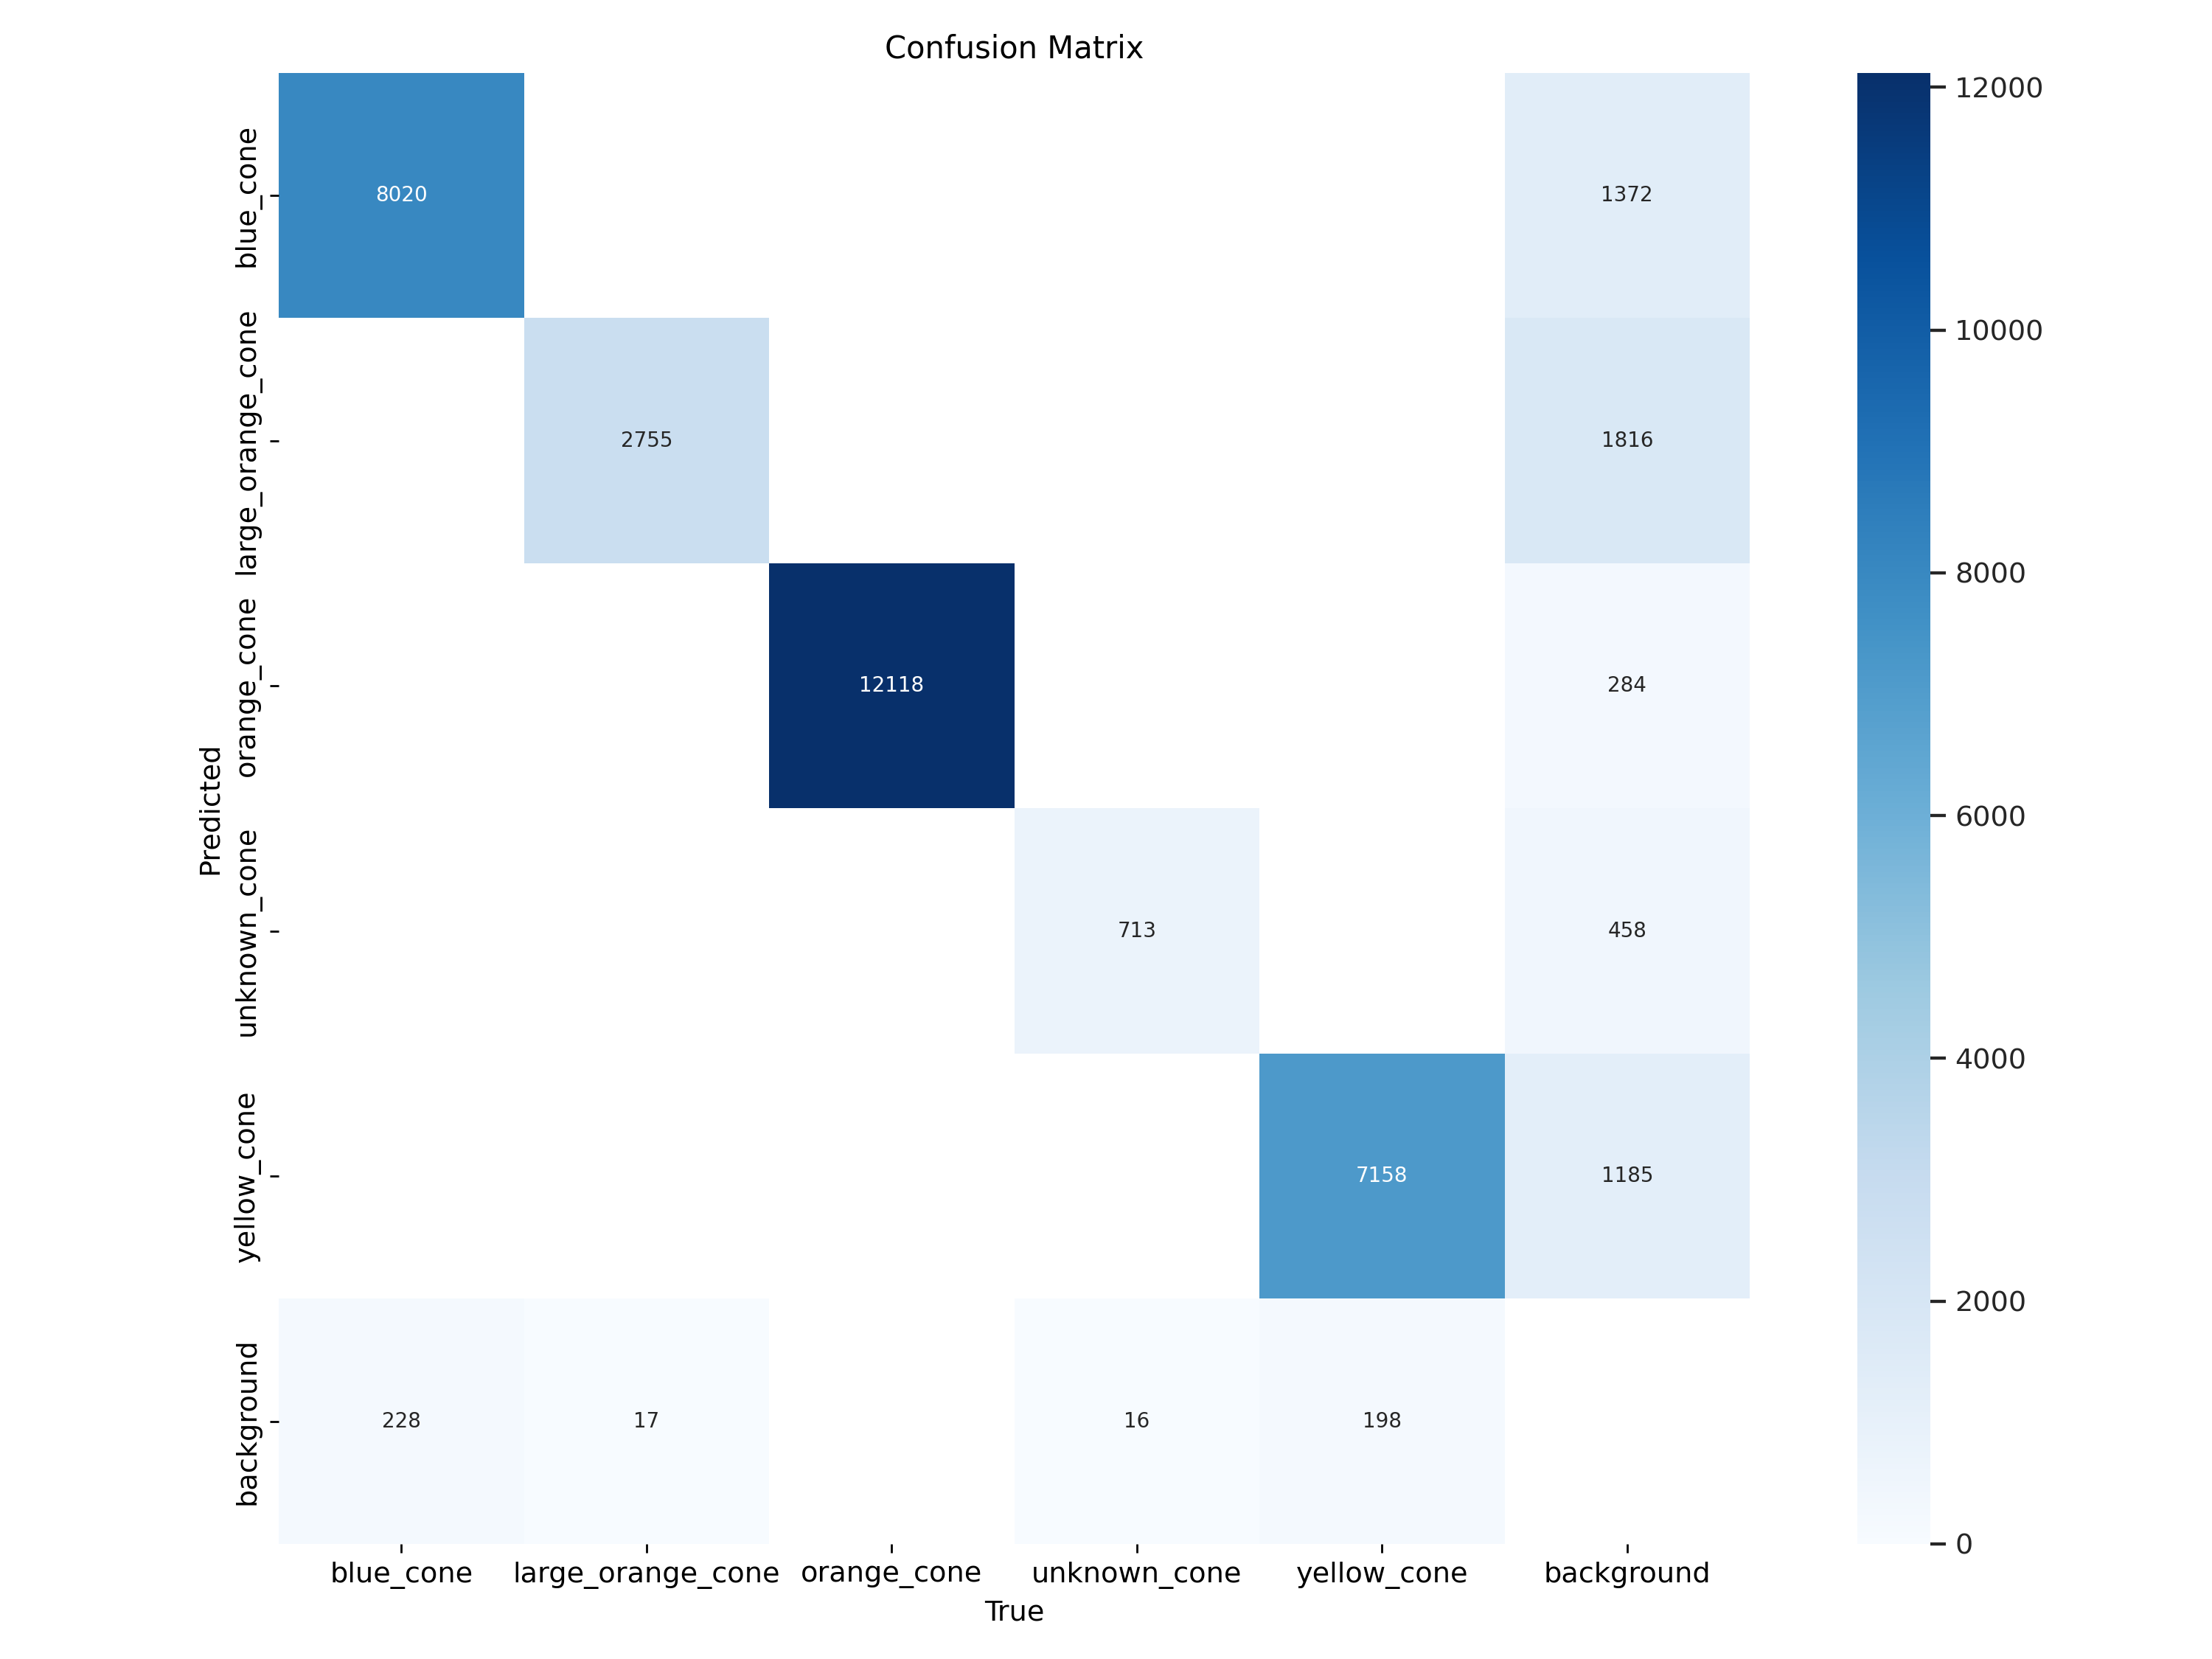 Confusion Matrix
blue_cone
8020
1372
12000
large_orange_cone
2755
1816
10000
orange_cone
12118
284
8000
Predicted
unknown_cone
713
458
6000
yellow_cone
7158
1185
4000
background
228
17
16
198
2000
0
blue_cone
large_orange_cone
orange_cone
unknown_cone
yellow_cone
background
True